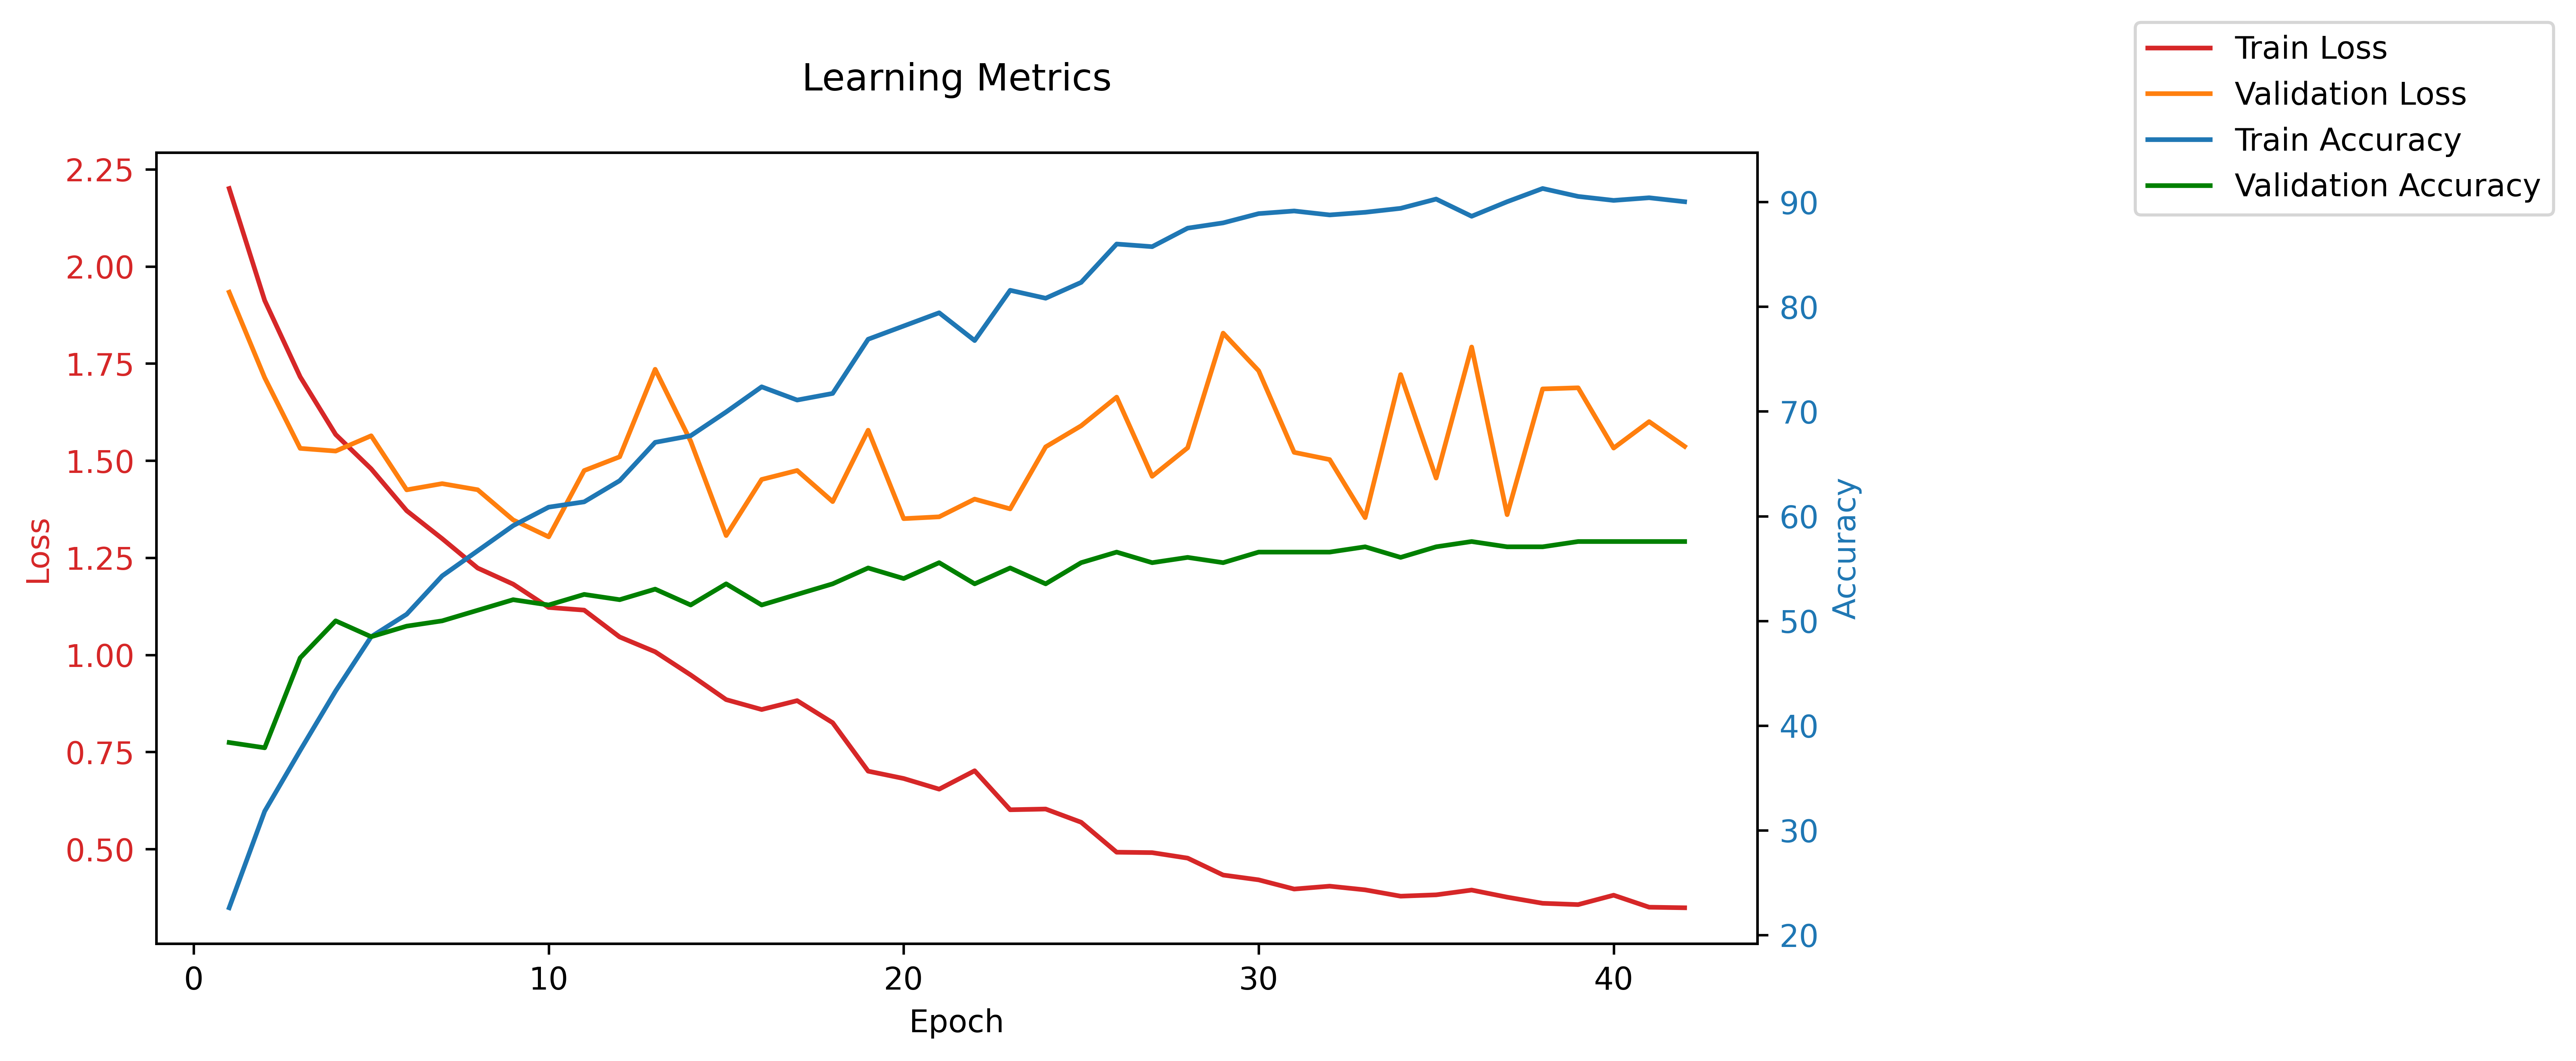 Learning Metrics
Train Loss
Validation Loss
Train Accuracy
Validation Accuracy
Loss
2.25
2.00
1.75
1.50
1.25
1.00
0.75
0.50
Accuracy
90
80
70
60
50
40
30
20
0 10 20 30 40
Epoch